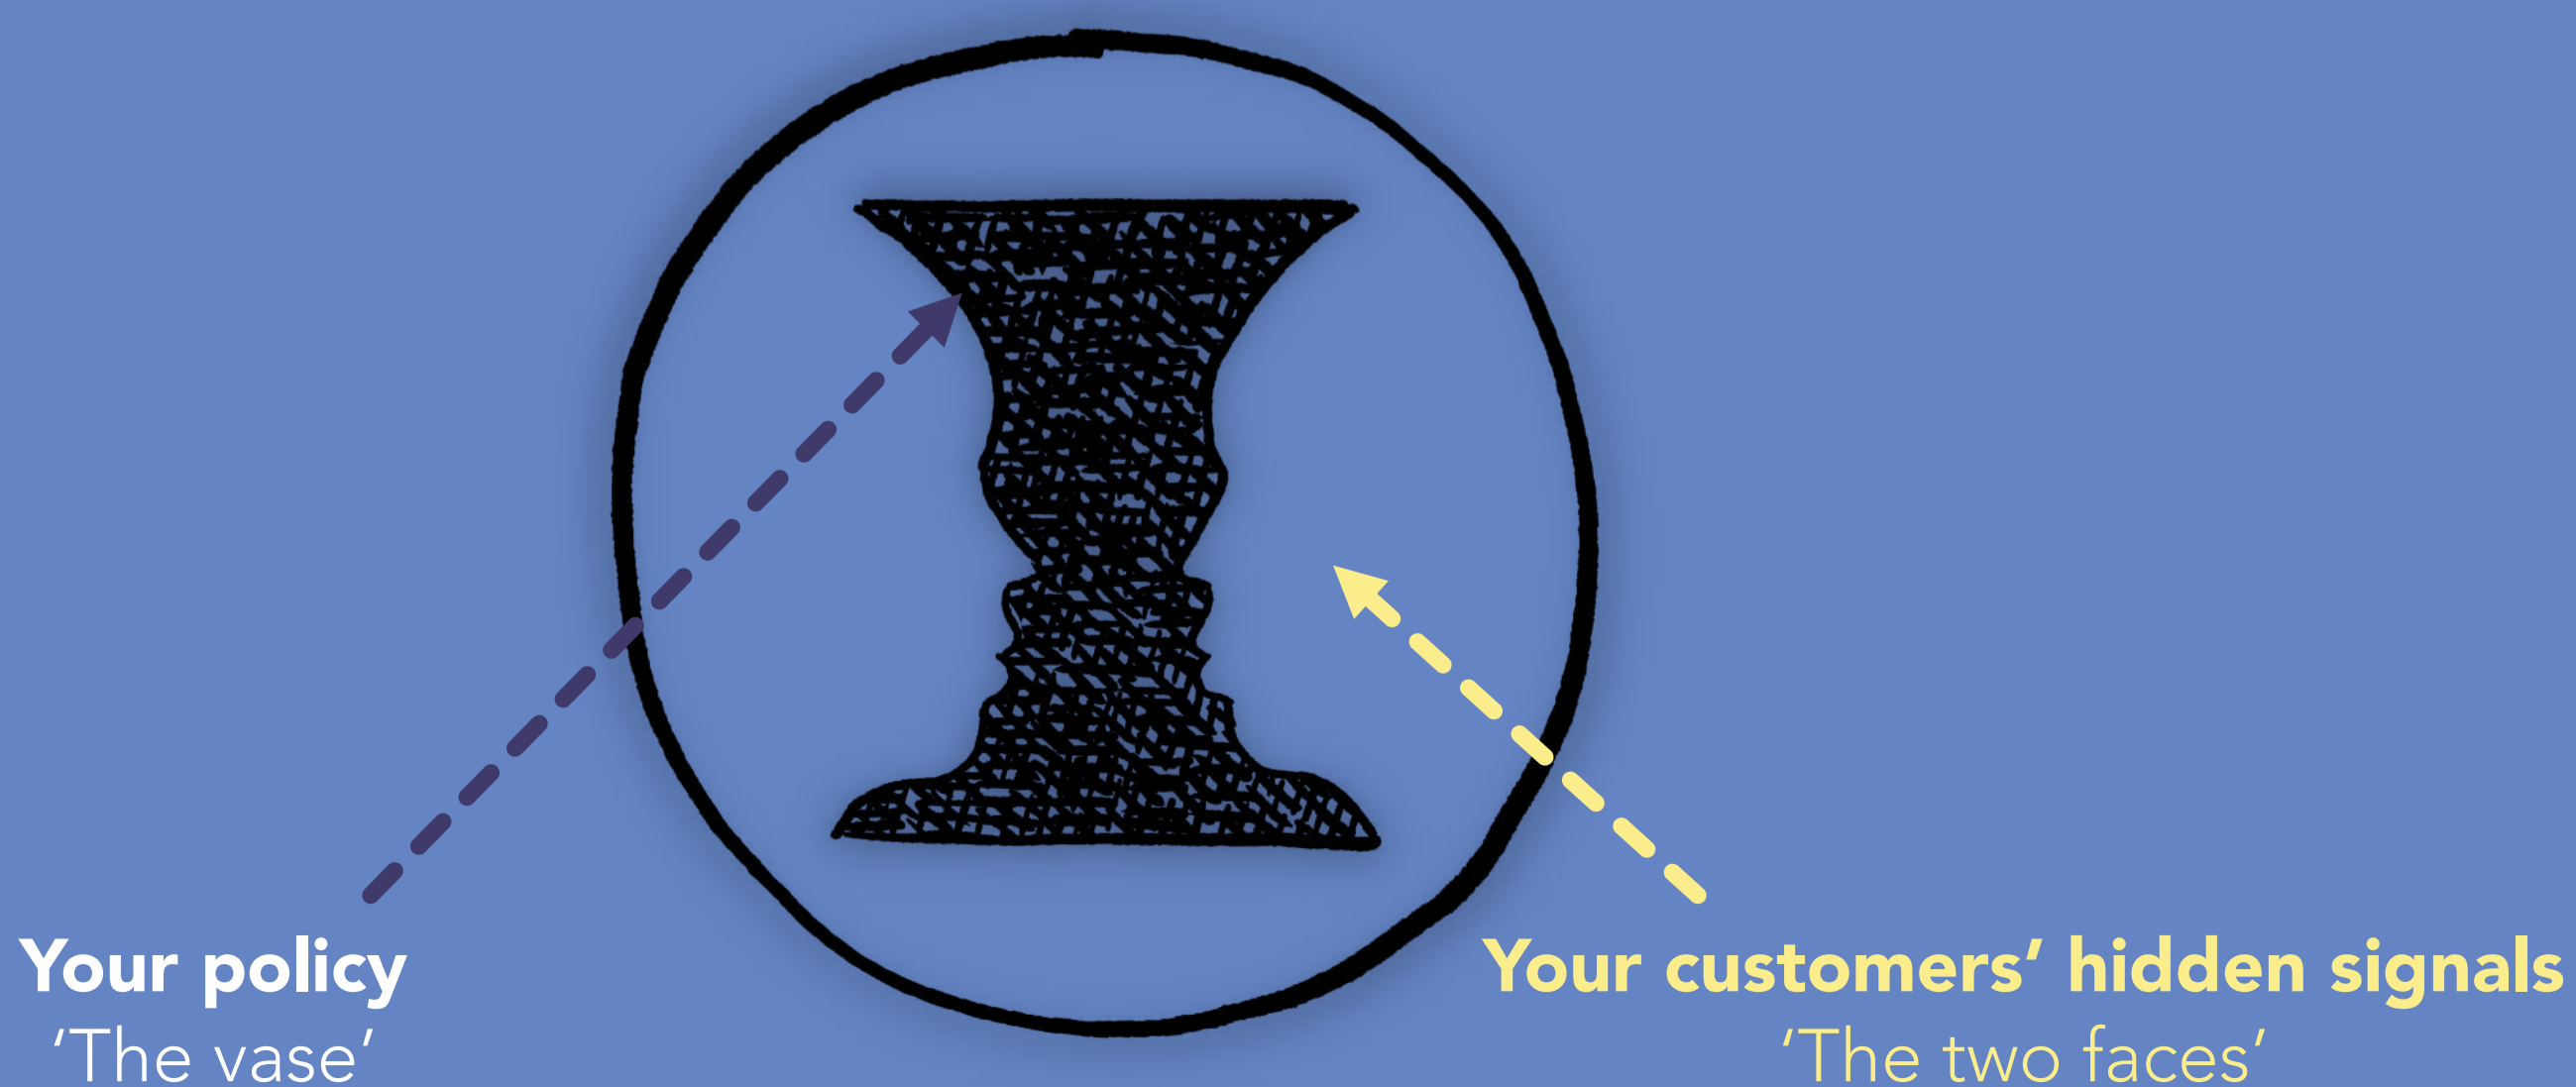 Your policy
‘The vase’
Your customers’ hidden signals
‘The two faces’